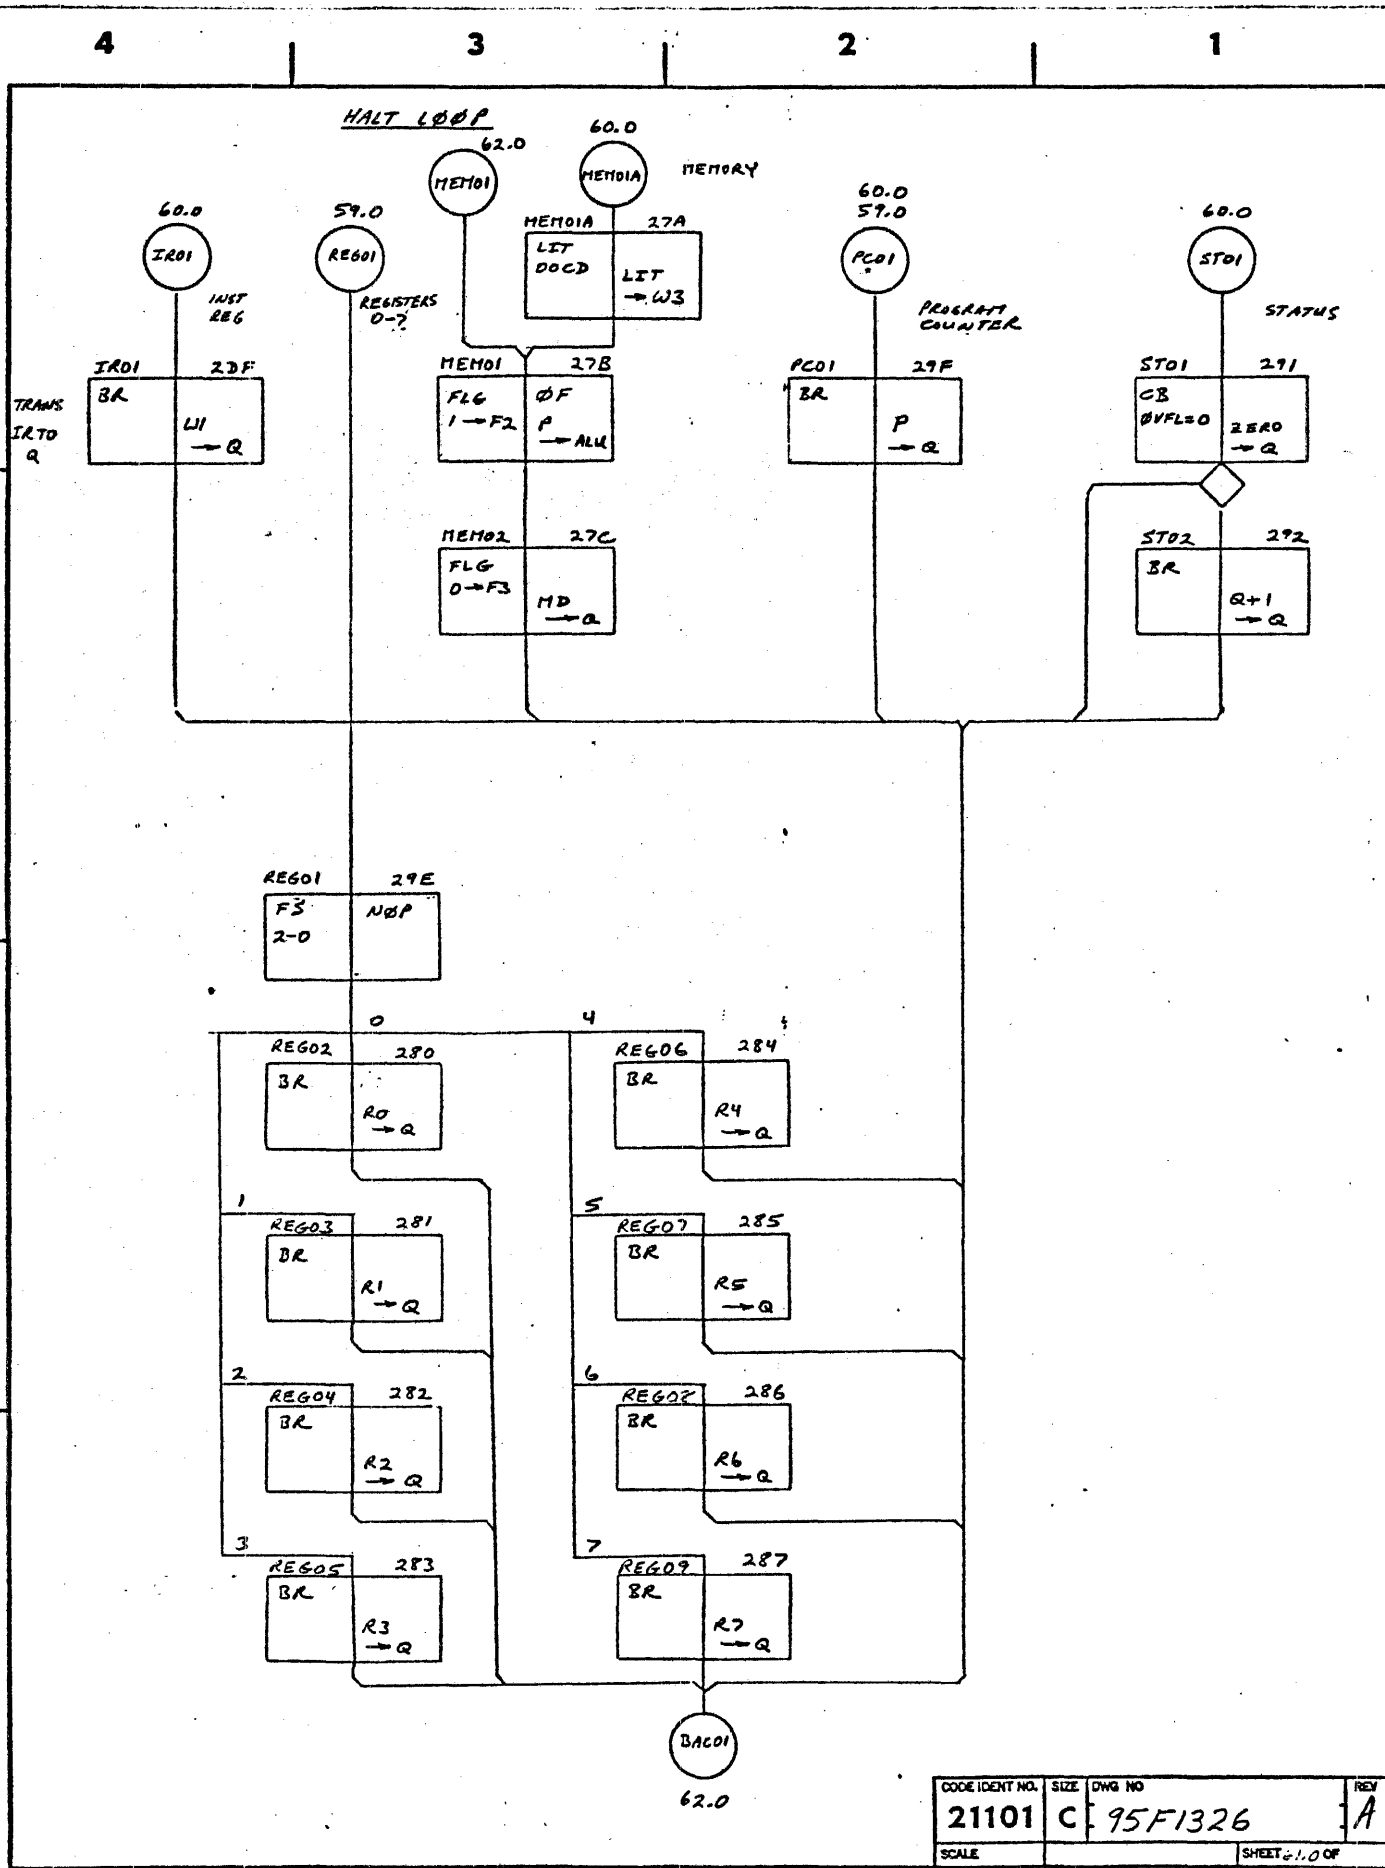 4 3 2 1
HALT LØØP
62.0
MEM01
60.0
MEM01A
MEMORY
60.0
IR01
INST
REG
59.0
REG01
REGISTERS
0-7
MEM01A 27A
LIT
00CD
LIT
→ W3
60.0
59.0
PC01
PROGRAM
COUNTER
60.0
ST01
STATUS
TRANS
IR TO
Q
IR01 2DF
BR
W1
→ Q
MEM01 27B
FLG
1 → F2
ØF
P
→ ALU
PC01 29F
BR
P
→ Q
ST01 291
CB
ØVFL=0
ZERO
→ Q
MEM02 27C
FLG
0→F3
MD
→ Q
ST02 292
BR
Q+1
→ Q
REG01 29E
FS
2-0
NØP
0
REG02 280
BR
R0
→ Q
4
REG06 284
BR
R4
→ Q
1
REG03 281
BR
R1
→ Q
5
REG07 285
BR
R5
→ Q
2
REG04 282
BR
R2
→ Q
6
REG08 286
BR
R6
→ Q
3
REG05 283
BR
R3
→ Q
7
REG09 287
BR
R7
→ Q
BAC01
62.0
CODE IDENT NO. SIZE DWG NO REV
21101 C 95F1326 A
SCALE SHEET 61.0 OF